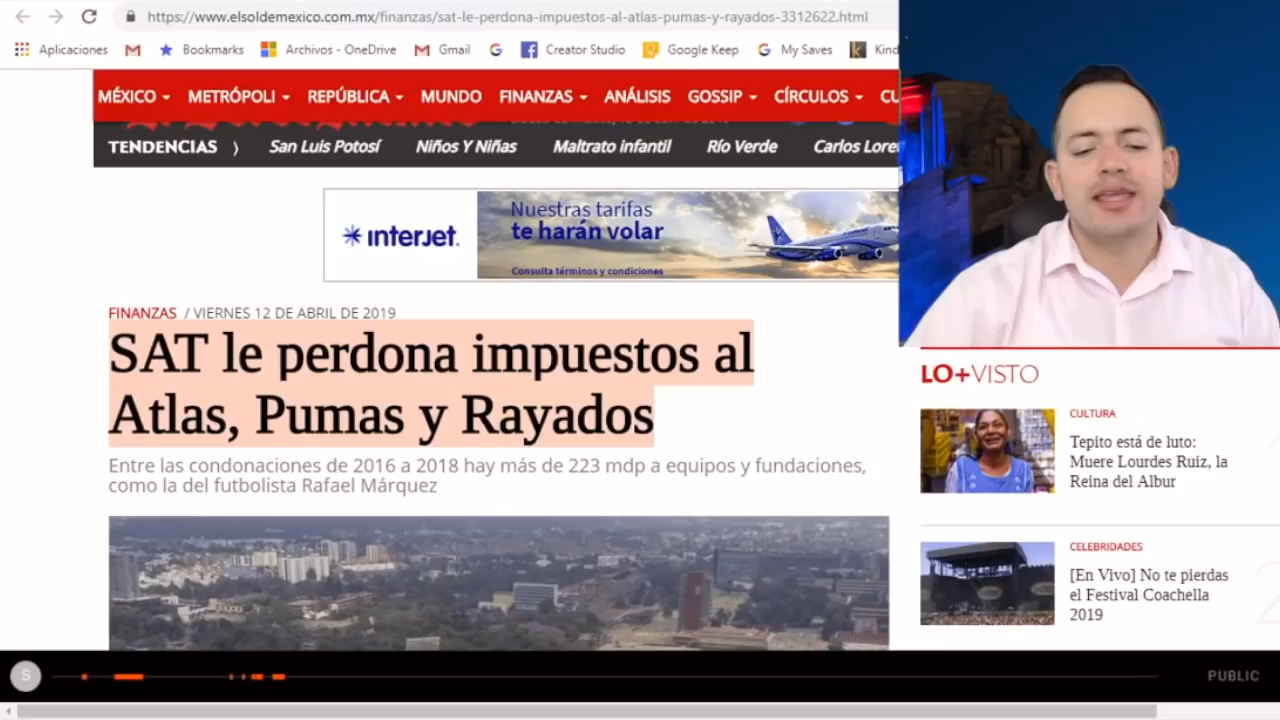 https://www.elsoldemexico.com.mx/finanzas/sat-le-perdona-impuestos-al-atlas-pumas-y-rayados-3312622.html
Aplicaciones Bookmarks Archivos - OneDrive Gmail Creator Studio Google Keep My Saves Kind
MÉXICO METRÓPOLI REPÚBLICA MUNDO FINANZAS ANÁLISIS GOSSIP CÍRCULOS CU
TENDENCIAS San Luis Potosí Niños Y Niñas Maltrato infantil Río Verde Carlos Loret
interjet.
Nuestras tarifas
te harán volar
Consulta términos y condiciones
FINANZAS / VIERNES 12 DE ABRIL DE 2019
SAT le perdona impuestos al
Atlas, Pumas y Rayados
Entre las condonaciones de 2016 a 2018 hay más de 223 mdp a equipos y fundaciones,
como la del futbolista Rafael Márquez
LO+VISTO
CULTURA
Tepito está de luto:
Muere Lourdes Ruiz, la
Reina del Albur
CELEBRIDADES
[En Vivo] No te pierdas
el Festival Coachella
2019
S
PUBLIC